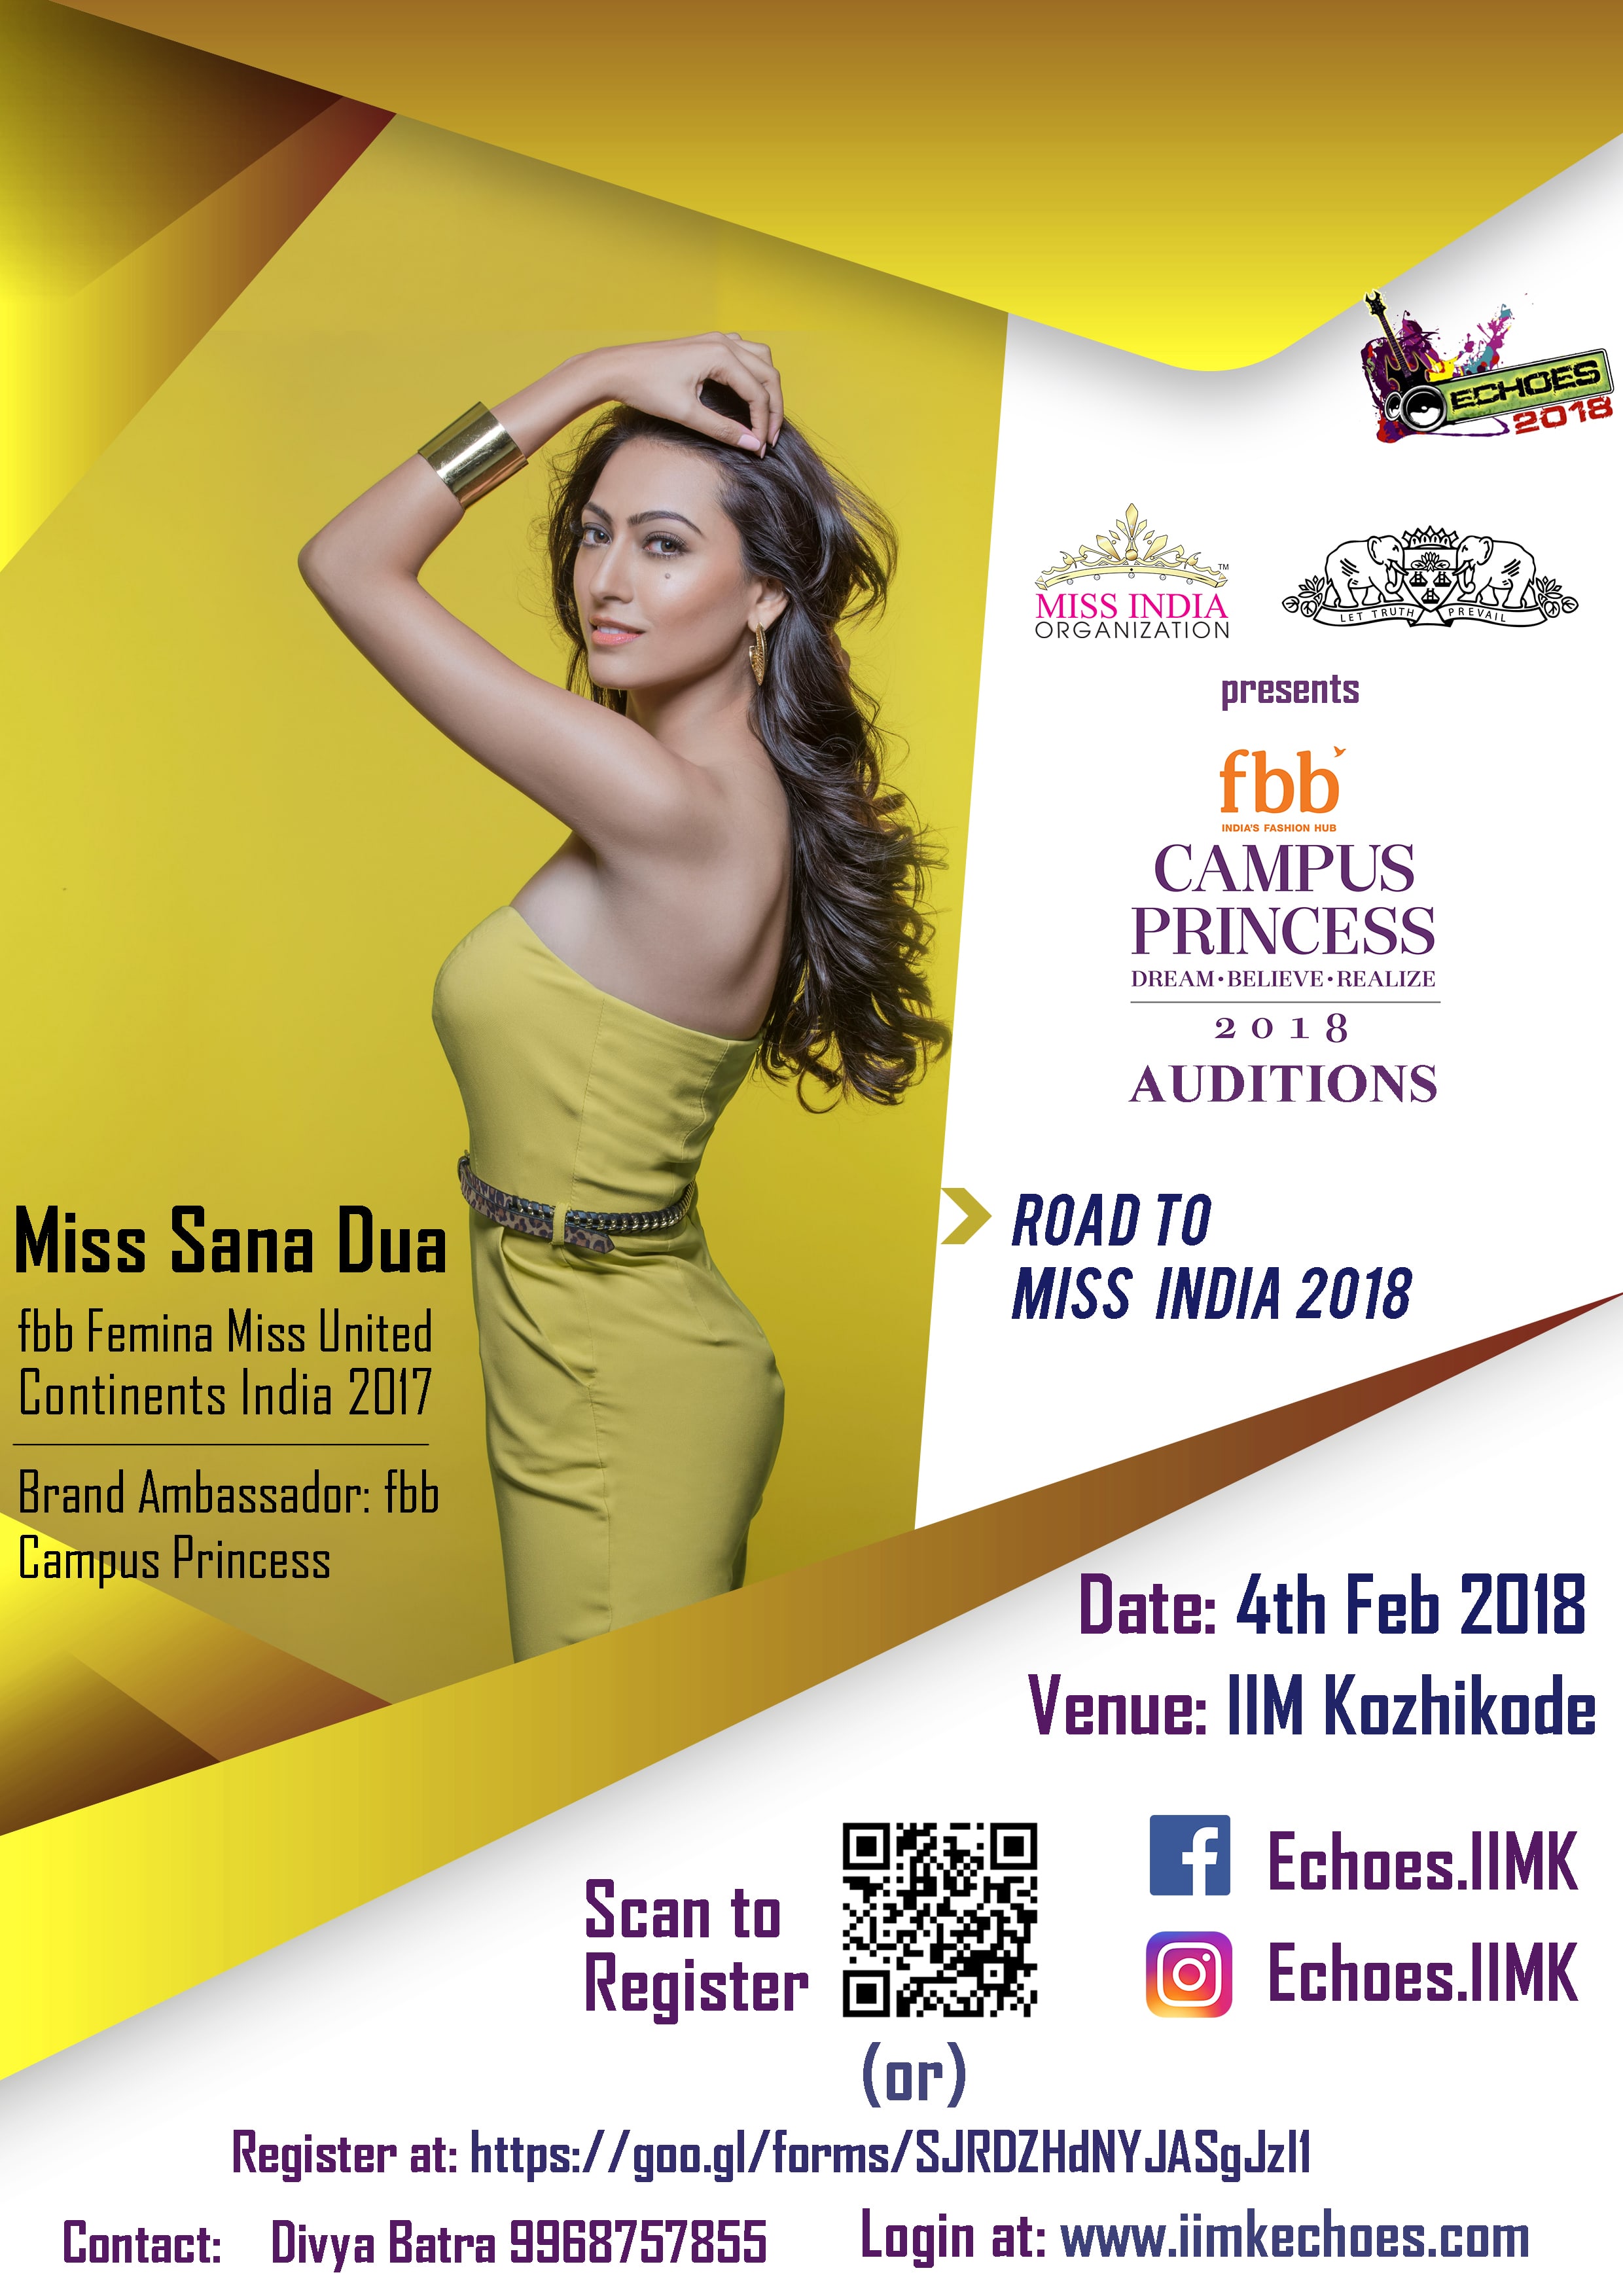 ECHOES
2018
MISS INDIA
ORGANIZATION
TM
LET TRUTH PREVAIL
presents
fbb
INDIA'S FASHION HUB
CAMPUS
PRINCESS
DREAM•BELIEVE•REALIZE
2018
AUDITIONS
ROAD TO
MISS INDIA 2018
Miss Sana Dua
fbb Femina Miss United
Continents India 2017
Brand Ambassador: fbb
Campus Princess
Date: 4th Feb 2018
Venue: IIM Kozhikode
Scan to
Register
f Echoes.IIMK
Echoes.IIMK
(or)
Register at: https://goo.gl/forms/SJRDZHdNYJASgJzl1
Contact: Divya Batra 9968757855
Login at: www.iimkechoes.com